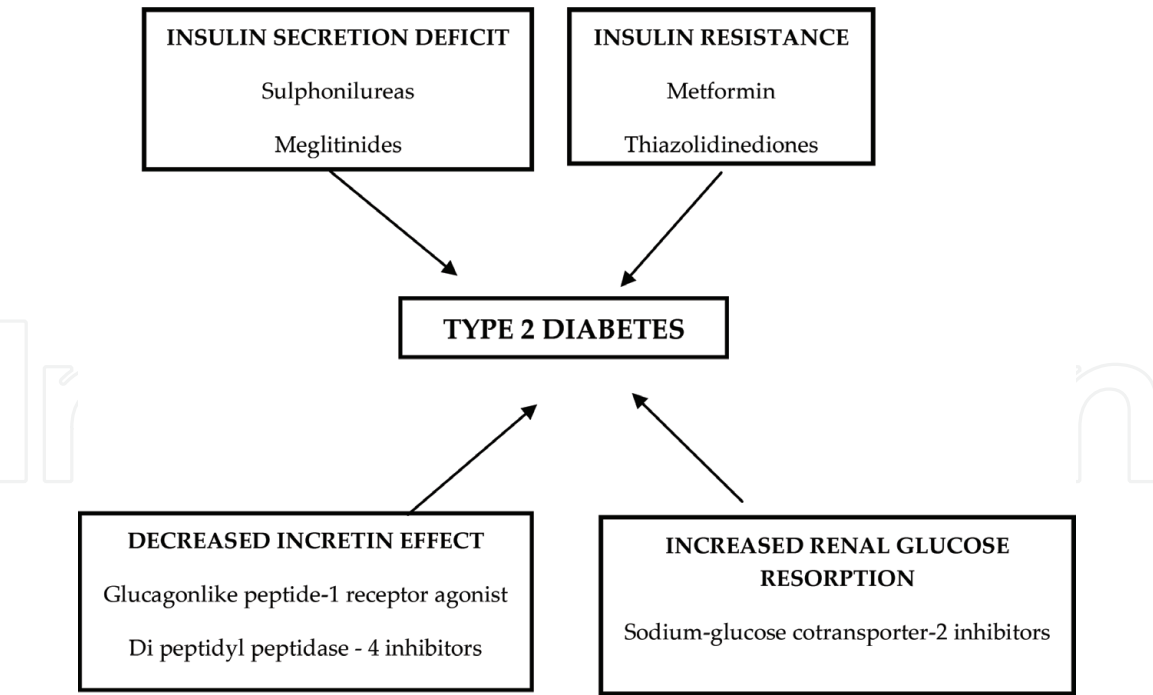 INSULIN SECRETION DEFICIT
Sulphonilureas
Meglitinides
INSULIN RESISTANCE
Metformin
Thiazolidinediones
TYPE 2 DIABETES
DECREASED INCRETIN EFFECT
Glucagonlike peptide-1 receptor agonist
Di peptidyl peptidase - 4 inhibitors
INCREASED RENAL GLUCOSE
RESORPTION
Sodium-glucose cotransporter-2 inhibitors